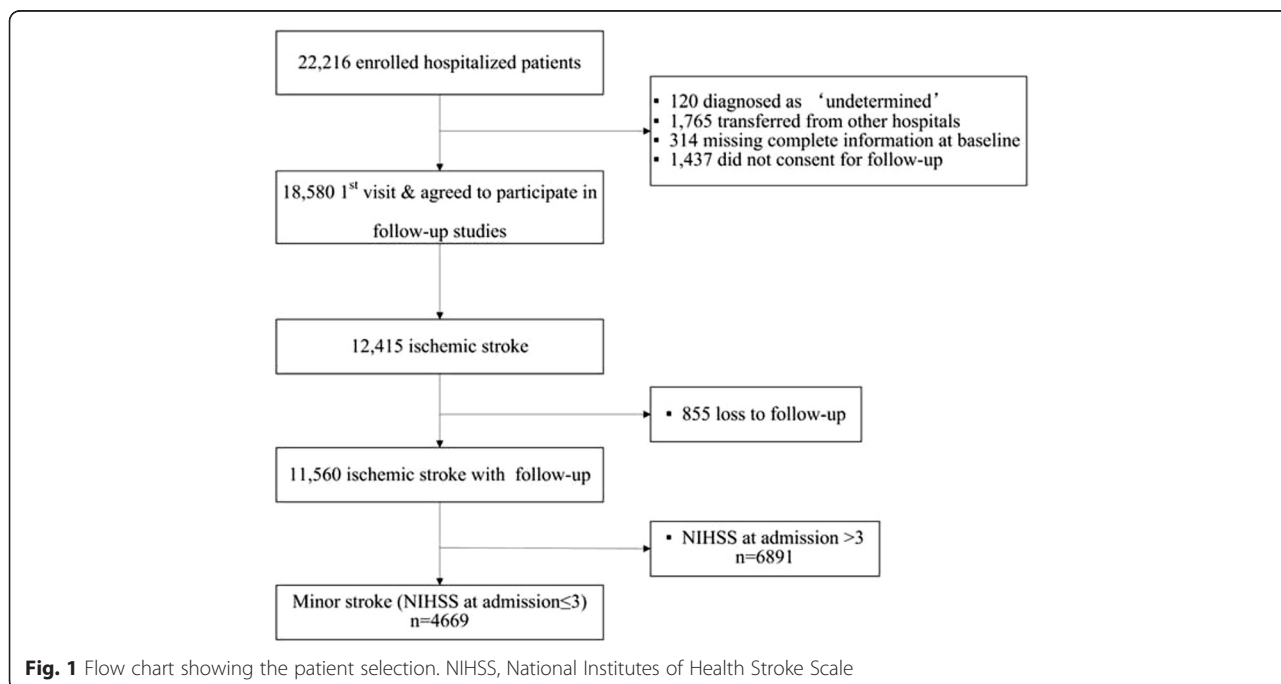 22,216 enrolled hospitalized patients
▪ 120 diagnosed as ‘undetermined’
▪ 1,765 transferred from other hospitals
▪ 314 missing complete information at baseline
▪ 1,437 did not consent for follow-up
18,580 1st visit & agreed to participate in
follow-up studies
12,415 ischemic stroke
▪ 855 loss to follow-up
11,560 ischemic stroke with follow-up
▪ NIHSS at admission >3
n=6891
Minor stroke (NIHSS at admission≤3)
n=4669
Fig. 1 Flow chart showing the patient selection. NIHSS, National Institutes of Health Stroke Scale